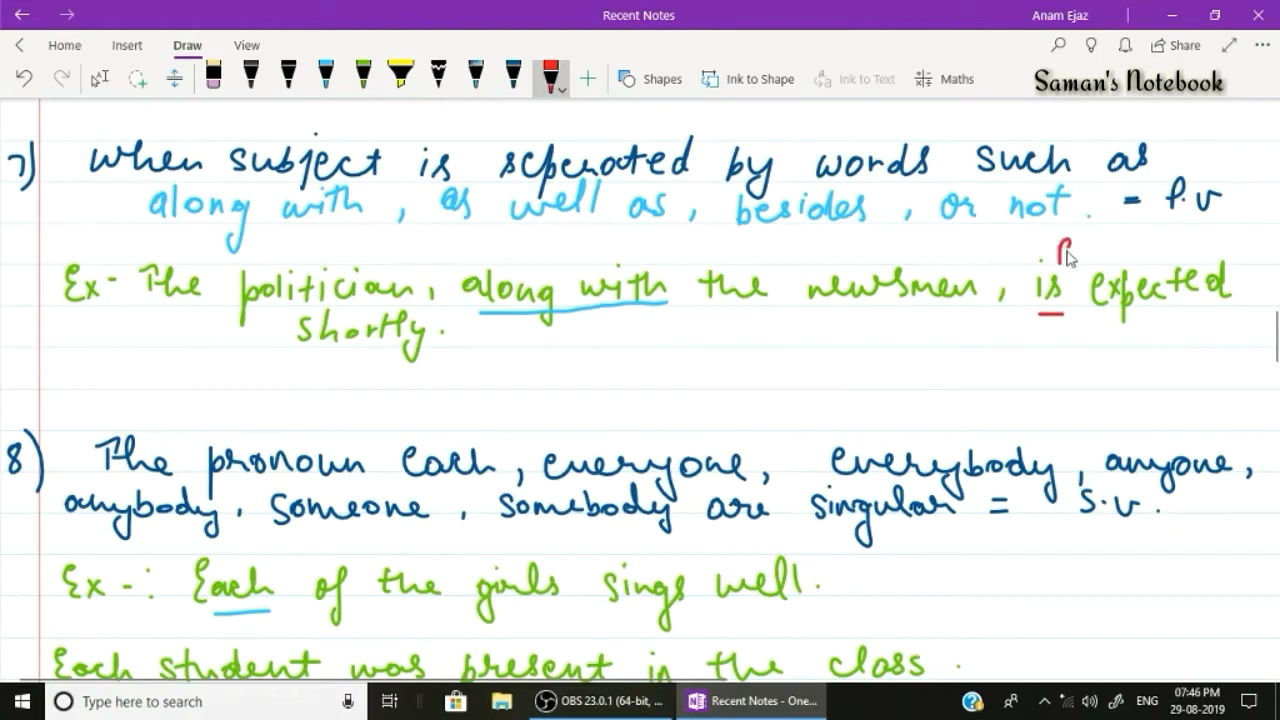 Recent Notes
Anam Ejaz
Home Insert Draw View
Share
Shapes
Ink to Shape
Ink to Text
Maths
Saman's Notebook
7) When subject is seperated by words such as
along with, as well as, besides, or not. = P.V
Ex- The politician, along with the newsmen, is expected
shortly.
8) The pronoun each, everyone, everybody, anyone,
anybody, someone, somebody are singular = S.V.
Ex-: Each of the girls sings well.
Each student was present in the class.
Type here to search
OBS 23.0.1 (64-bit, ...
Recent Notes - One...
ENG
07:46 PM
29-08-2019